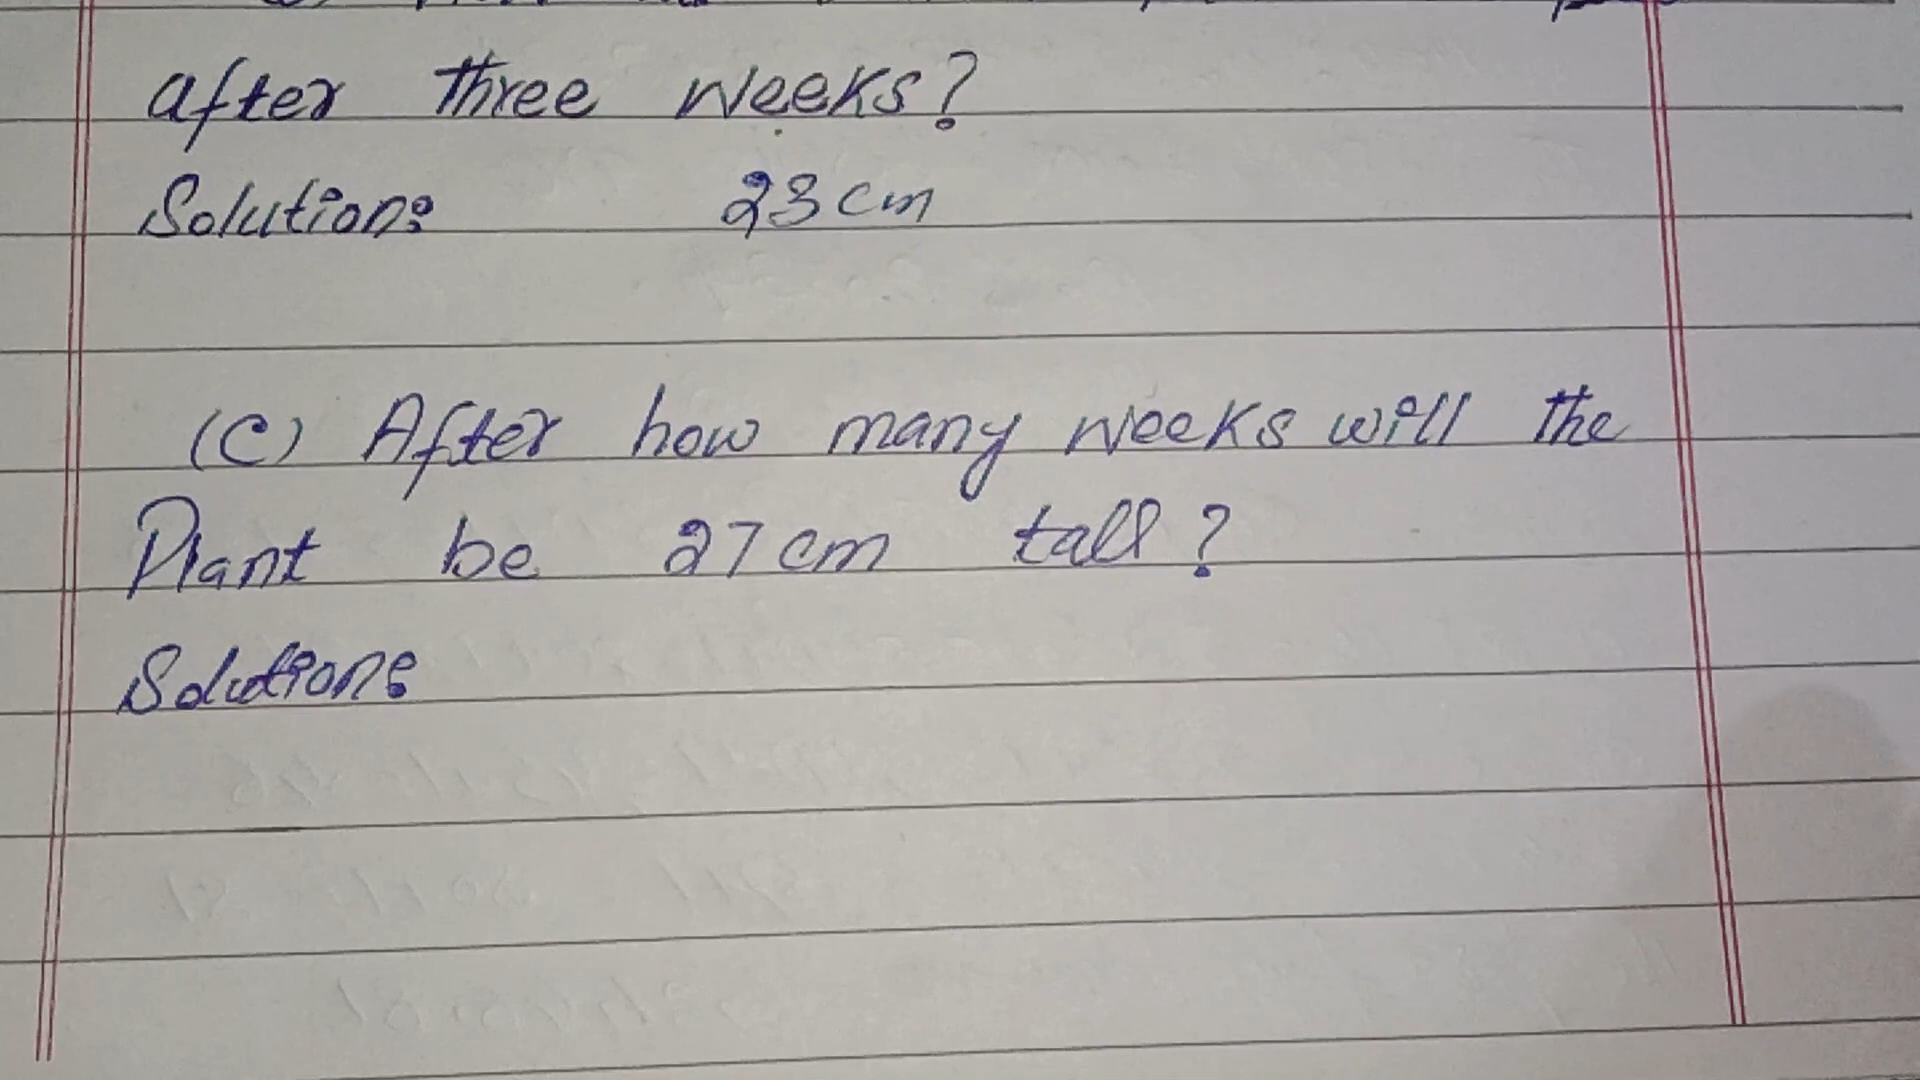 after three weeks?
Solution: 23 cm
(C) After how many weeks will the
Plant be 27 cm tall?
Solution: